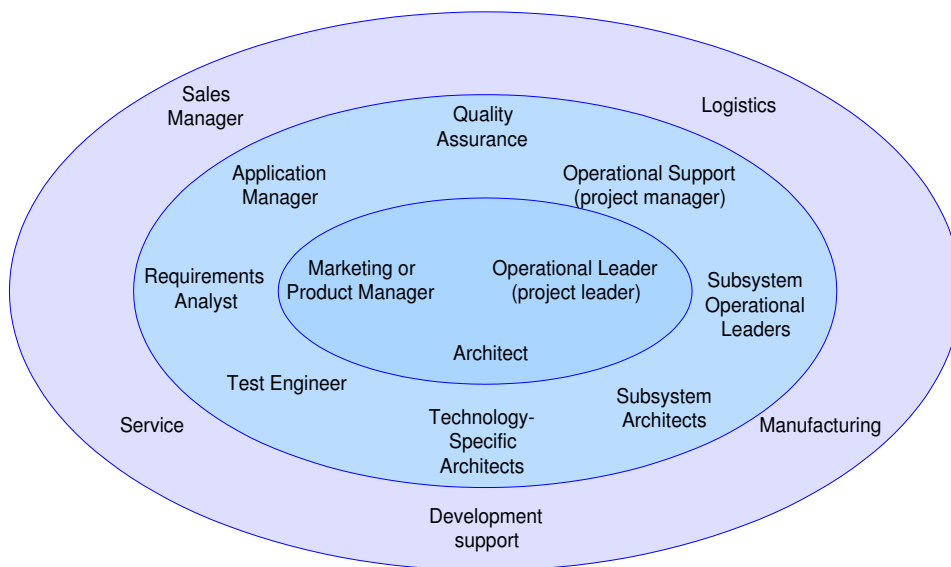 Sales
Manager
Logistics
Quality
Assurance
Application
Manager
Operational Support
(project manager)
Marketing or
Product Manager
Operational Leader
(project leader)
Requirements
Analyst
Subsystem
Operational
Leaders
Architect
Test Engineer
Subsystem
Architects
Technology-
Specific
Architects
Service
Manufacturing
Development
support